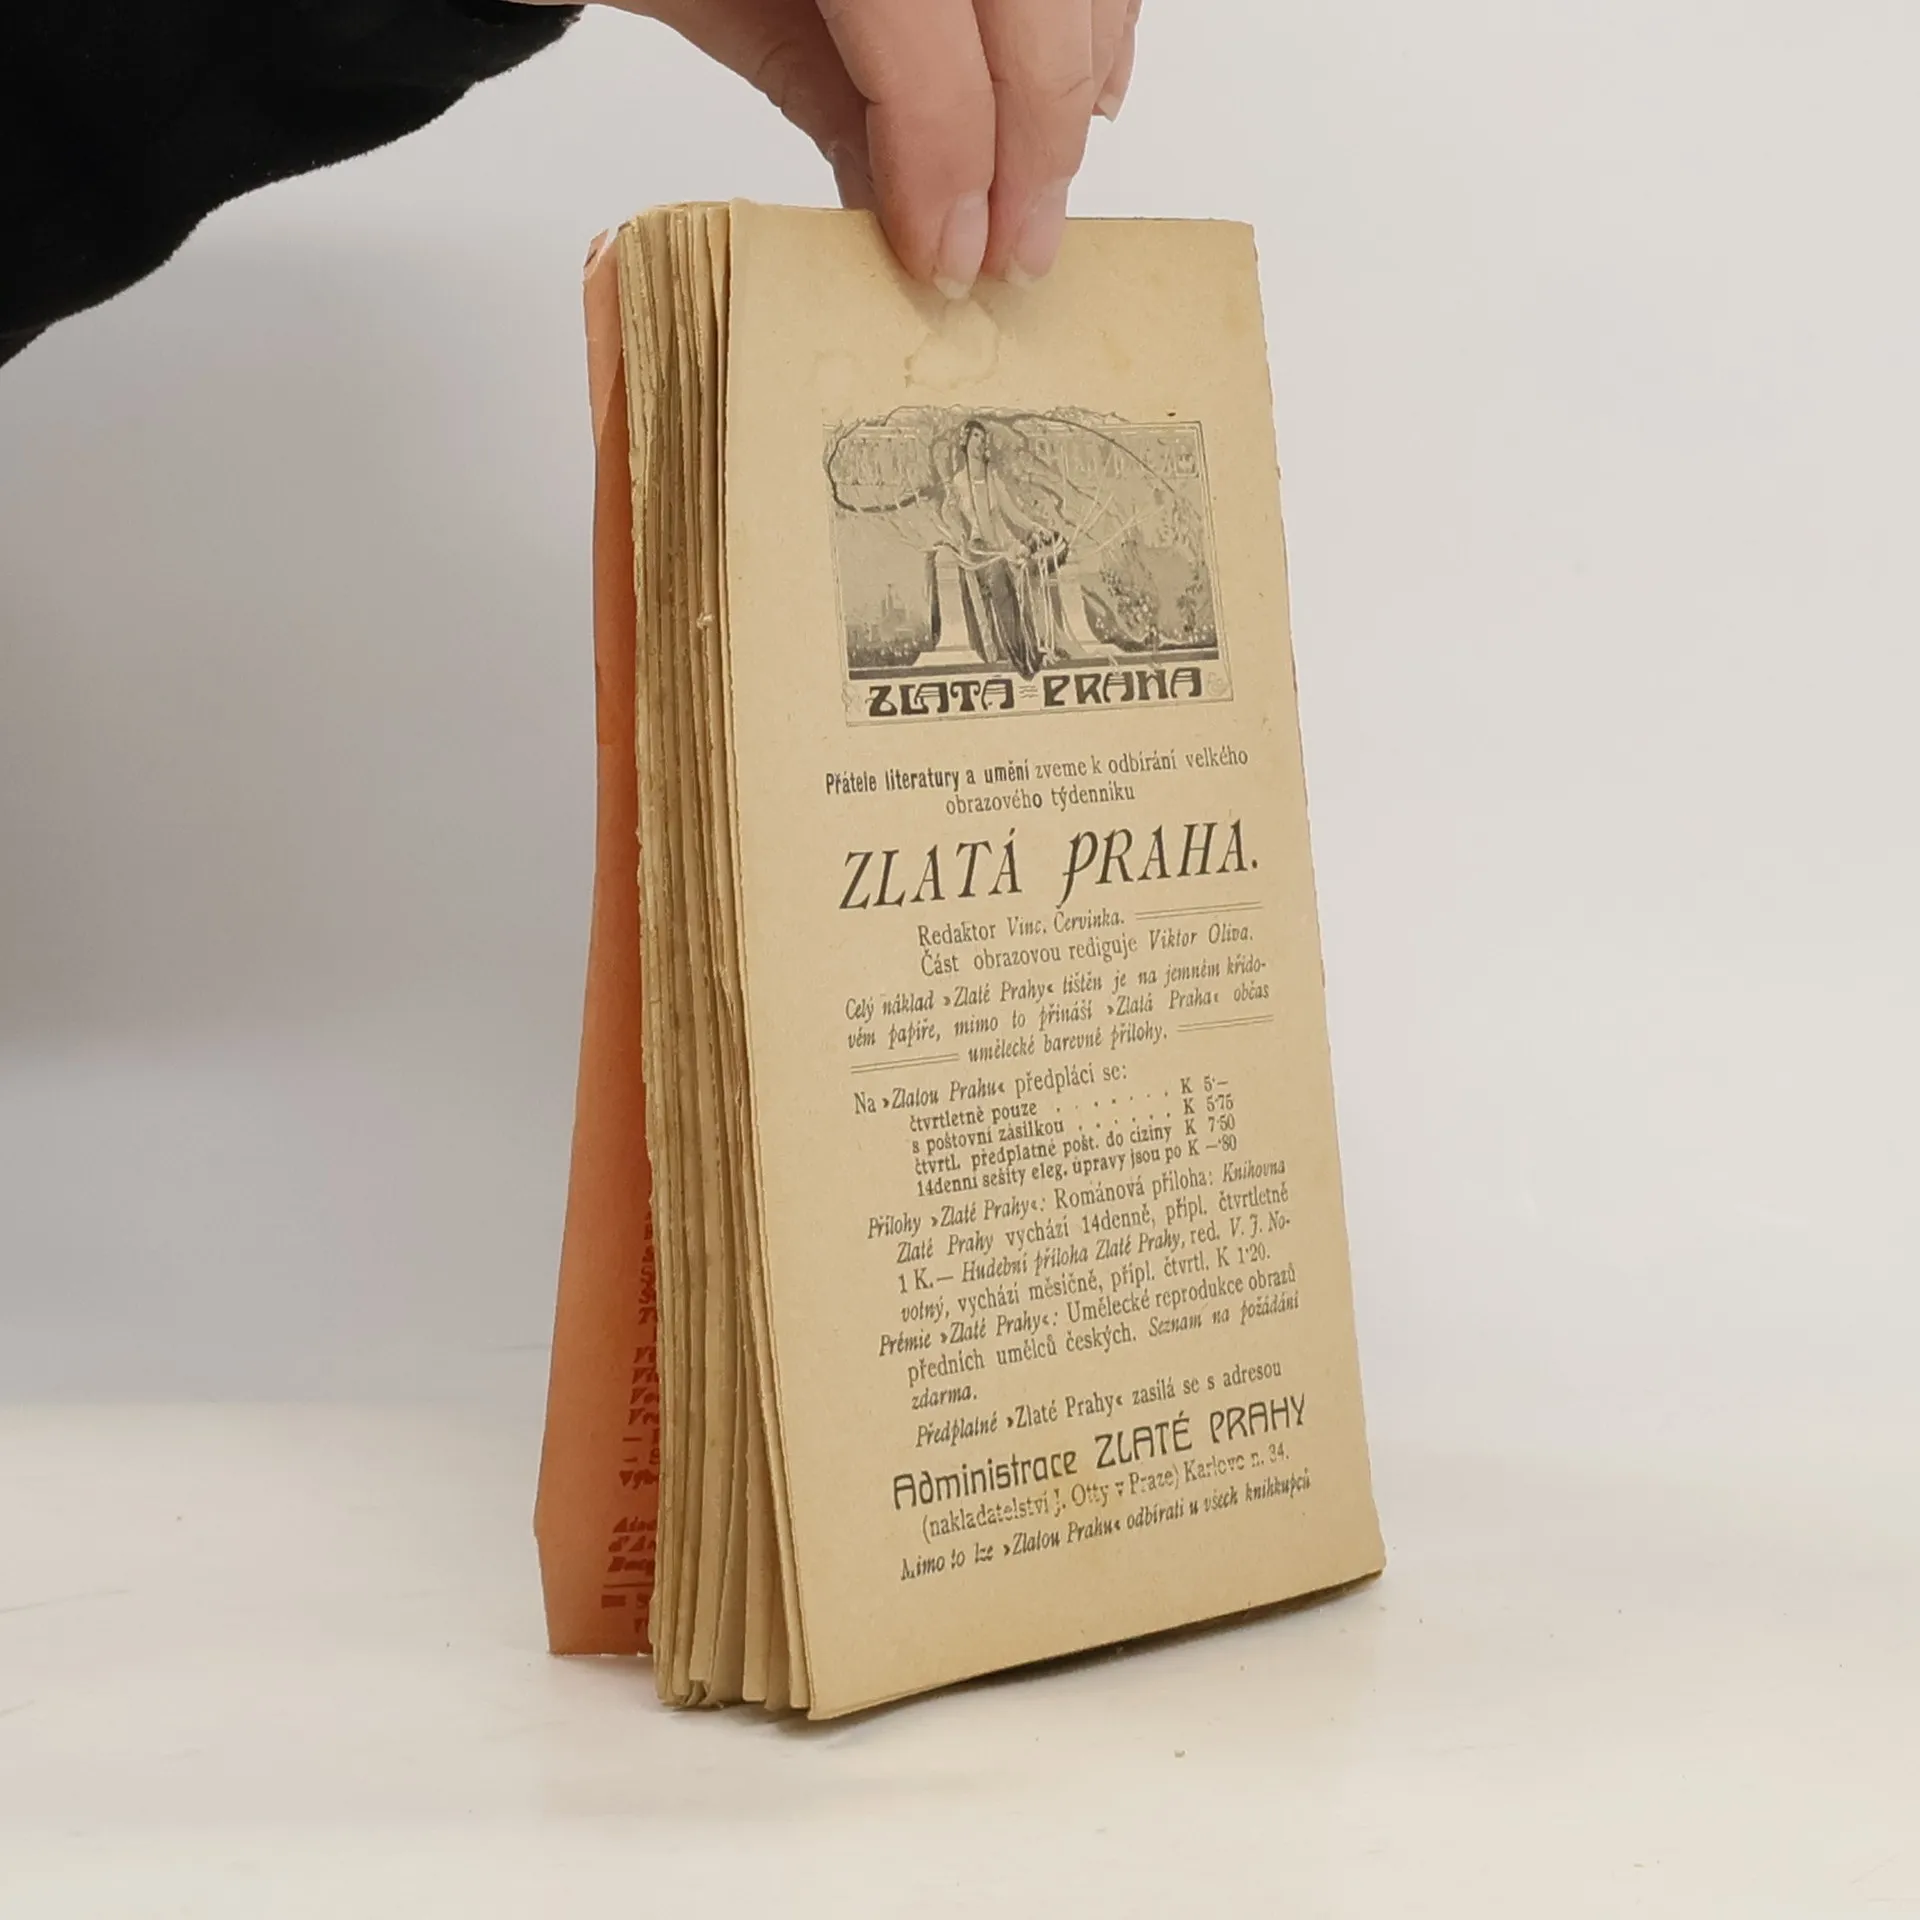 ZLATÁ PRAHA
Přátele literatury a umění zveme k odbírání velkého
obrazového týdenníku
ZLATÁ PRAHA.
Redaktor Vinc. Červinka.
Část obrazovou rediguje Viktor Oliva.
Celý náklad »Zlaté Prahy« tištěn je na jemném křído-
vém papíře, mimo to přináší »Zlatá Praha« občas
umělecké barevné přílohy.
Na »Zlatou Prahu« předplácí se:
čtvrtletně pouze . . . . . . . K 5·—
s poštovní zásilkou . . . . . . K 5·75
čtvrtl. předplatné pošt. do ciziny K 7·50
14denní sešity eleg. úpravy jsou po K —·80
Přílohy »Zlaté Prahy«: Románová příloha: Knihovna
Zlaté Prahy vychází 14denně, připl. čtvrtletně
1 K.— Hudební příloha Zlaté Prahy, red. V. J. No-
votný, vychází měsíčně, připl. čtvrtl. K 1·20.
Prémie »Zlaté Prahy«: Umělecké reprodukce obrazů
předních umělců českých. Seznam na požádání
zdarma.
Předplatné »Zlaté Prahy« zasílá se s adresou
Administrace ZLATÉ PRAHY
(nakladatelství J. Otty v Praze) Karlovo n. 34.
Mimo to lze »Zlatou Prahu« odbírati u všech knihkupců